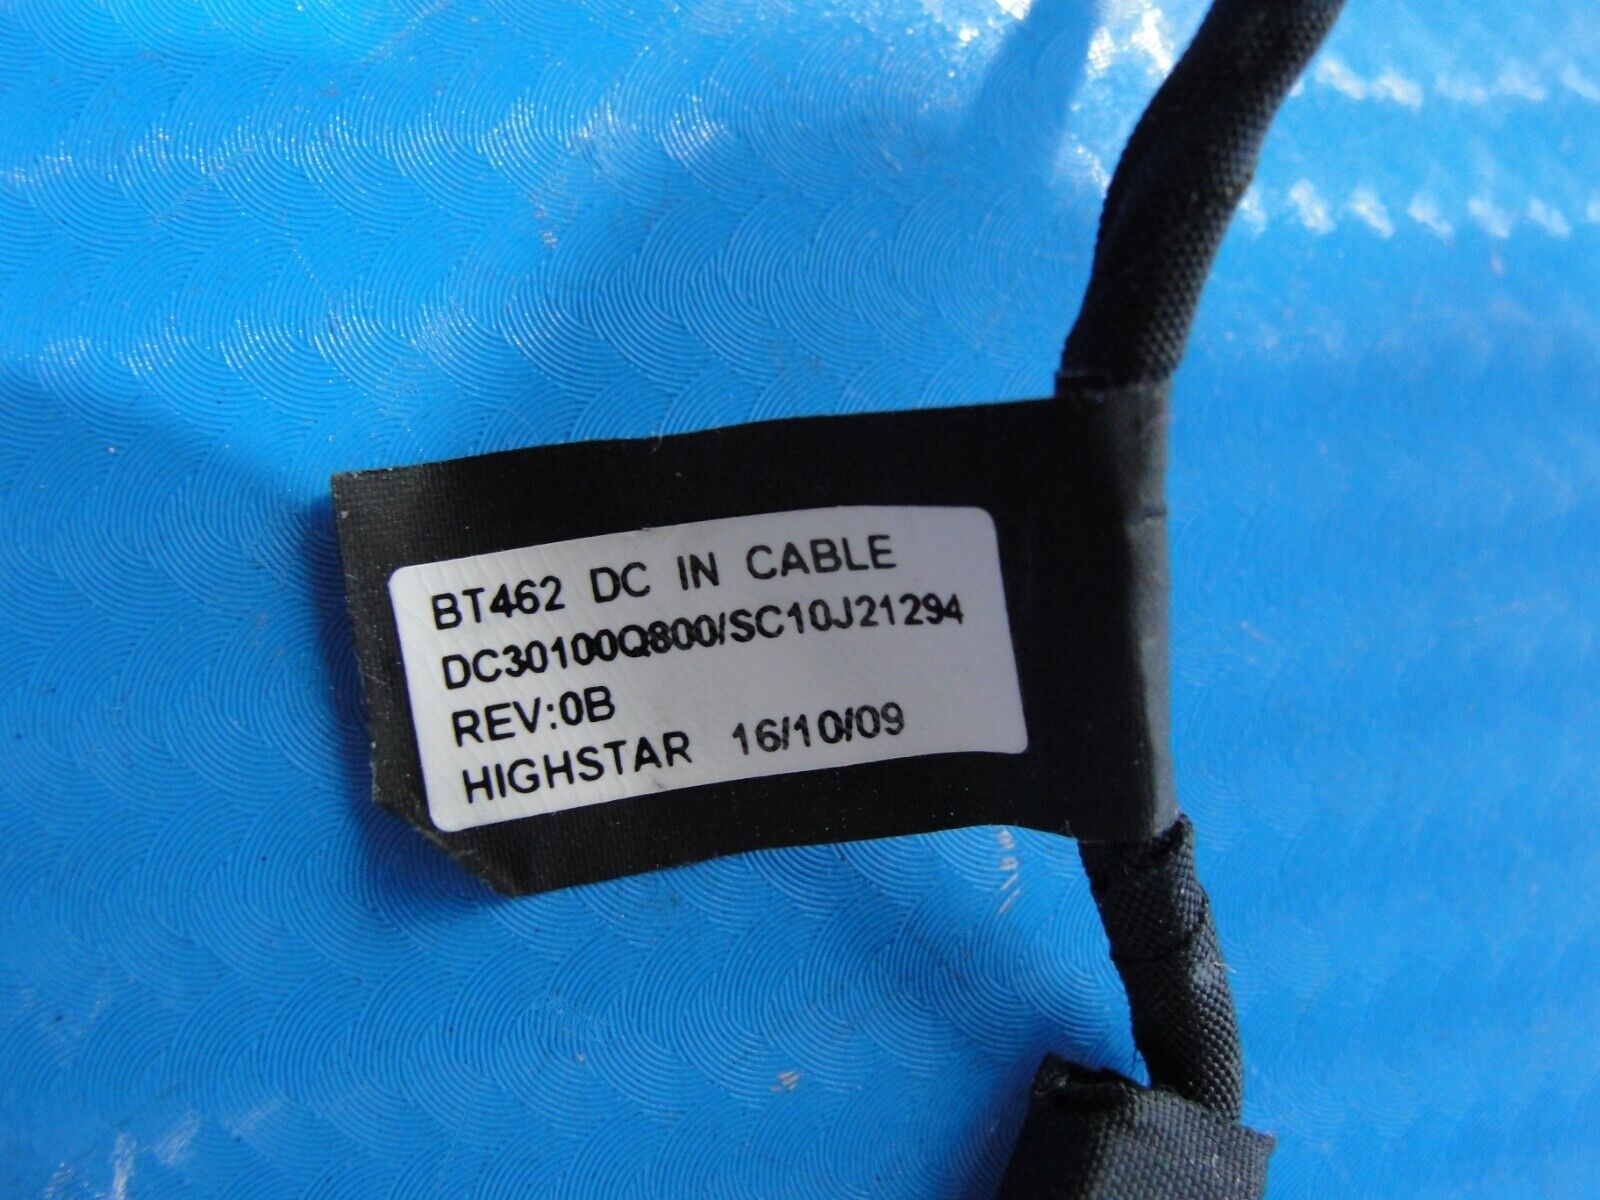 BT462 DC IN CABLE
DC30100Q800/SC10J21294
REV:0B
HIGHSTAR 16/10/09